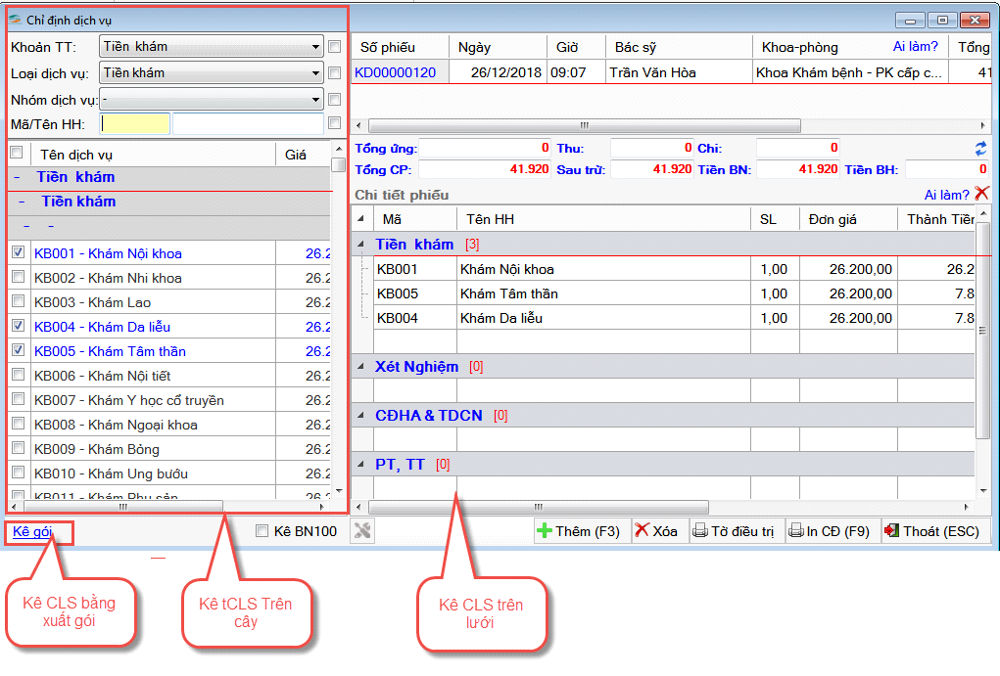 Chỉ định dịch vụ
Khoản TT: Tiền khám
Loại dịch vụ: Tiền khám
Nhóm dịch vụ: -
Mã/Tên HH:
Tên dịch vụ Giá
- Tiền khám
- Tiền khám
- -
KB001 - Khám Nội khoa 26.2
KB002 - Khám Nhi khoa 26.2
KB003 - Khám Lao 26.2
KB004 - Khám Da liễu 26.2
KB005 - Khám Tâm thần 26.2
KB006 - Khám Nội tiết 26.2
KB007 - Khám Y học cổ truyền 26.2
KB008 - Khám Ngoại khoa 26.2
KB009 - Khám Bỏng 26.2
KB010 - Khám Ung bướu 26.2
KB011 - Khám Phụ sản 26.2
Số phiếu Ngày Giờ Bác sỹ Khoa-phòng Ai làm? Tổng
KD00000120 26/12/2018 09:07 Trần Văn Hòa Khoa Khám bệnh - PK cấp c... 41
Tổng ứng: 0 Thu: 0 Chi: 0
Tổng CP: 41.920 Sau trừ: 41.920 Tiền BN: 41.920 Tiền BH: 0
Chi tiết phiếu Ai làm?
Mã Tên HH SL Đơn giá Thành Tiền
Tiền khám [3]
KB001 Khám Nội khoa 1,00 26.200,00 26.2
KB005 Khám Tâm thần 1,00 26.200,00 7.8
KB004 Khám Da liễu 1,00 26.200,00 7.8
Xét Nghiệm [0]
CĐHA & TDCN [0]
PT, TT [0]
Kê gói Kê BN100 Thêm (F3) Xóa Tờ điều trị In CĐ (F9) Thoát (ESC)
Kê CLS bằng
xuất gói
Kê tCLS Trên
cây
Kê CLS trên
lưới